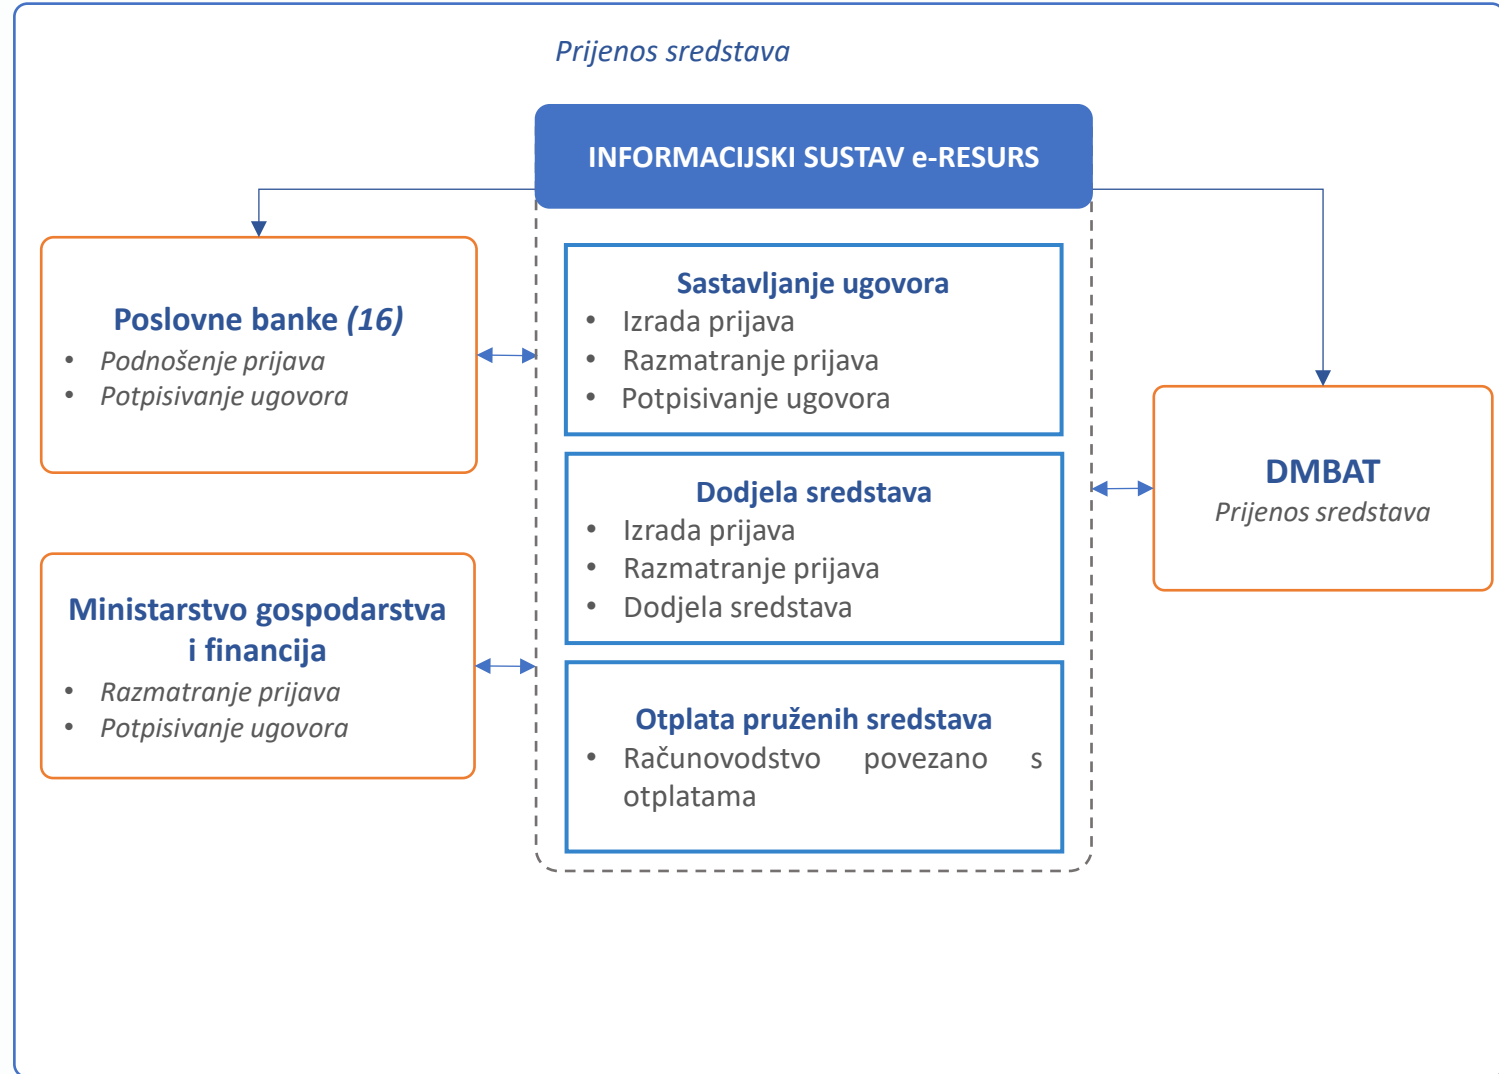 Prijenos sredstava
INFORMACIJSKI SUSTAV e-RESURS
Poslovne banke (16)
• Podnošenje prijava
• Potpisivanje ugovora
Ministarstvo gospodarstva
i financija
• Razmatranje prijava
• Potpisivanje ugovora
Sastavljanje ugovora
• Izrada prijava
• Razmatranje prijava
• Potpisivanje ugovora
Dodjela sredstava
• Izrada prijava
• Razmatranje prijava
• Dodjela sredstava
Otplata pruženih sredstava
• Računovodstvo povezano s
otplatama
DMBAT
Prijenos sredstava